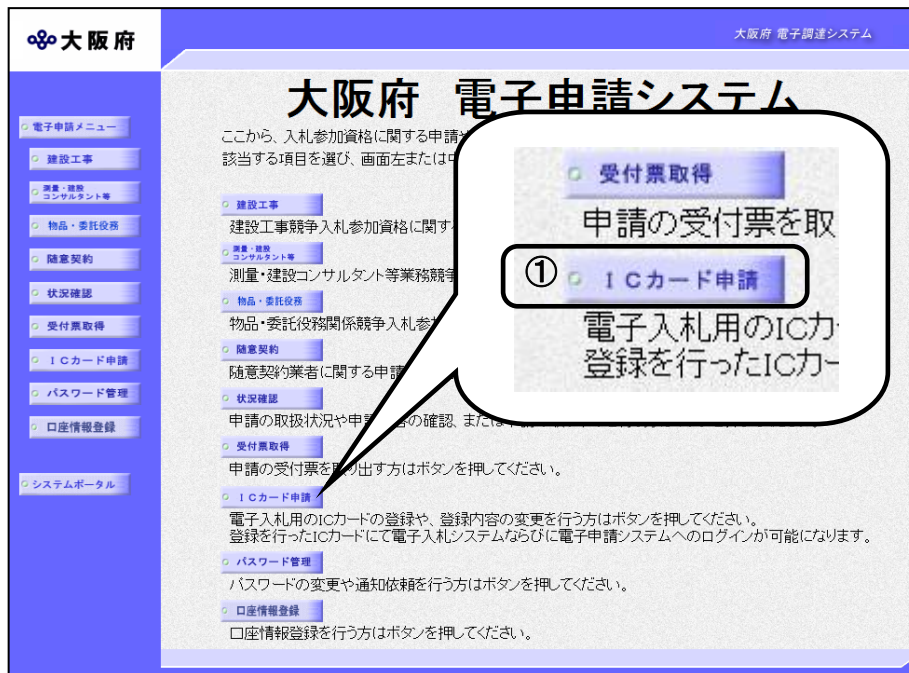 大阪府
大阪府 電子調達システム
電子申請メニュー
建設工事
測量・建設
コンサルタント等
物品・委託役務
随意契約
状況確認
受付票取得
ICカード申請
パスワード管理
口座情報登録
システムポータル
大阪府 電子申請システム
ここから、入札参加資格に関する申請
該当する項目を選び、画面左または
建設工事
建設工事競争入札参加資格に関す
測量・建設
コンサルタント等
測量・建設コンサルタント等業務競争
物品・委託役務
物品・委託役務関係競争入札参
随意契約
随意契約業者に関する申請
状況確認
申請の取扱状況や申 の確認、または
受付票取得
申請の受付票を取り出す方はボタンを押してください。
ICカード申請
電子入札用のICカードの登録や、登録内容の変更を行う方はボタンを押してください。
登録を行ったICカードにて電子入札システムならびに電子申請システムへのログインが可能になります。
パスワード管理
パスワードの変更や通知依頼を行う方はボタンを押してください。
口座情報登録
口座情報登録を行う方はボタンを押してください。
受付票取得
申請の受付票を取
① ICカード申請
電子入札用のICカ
登録を行ったICカー